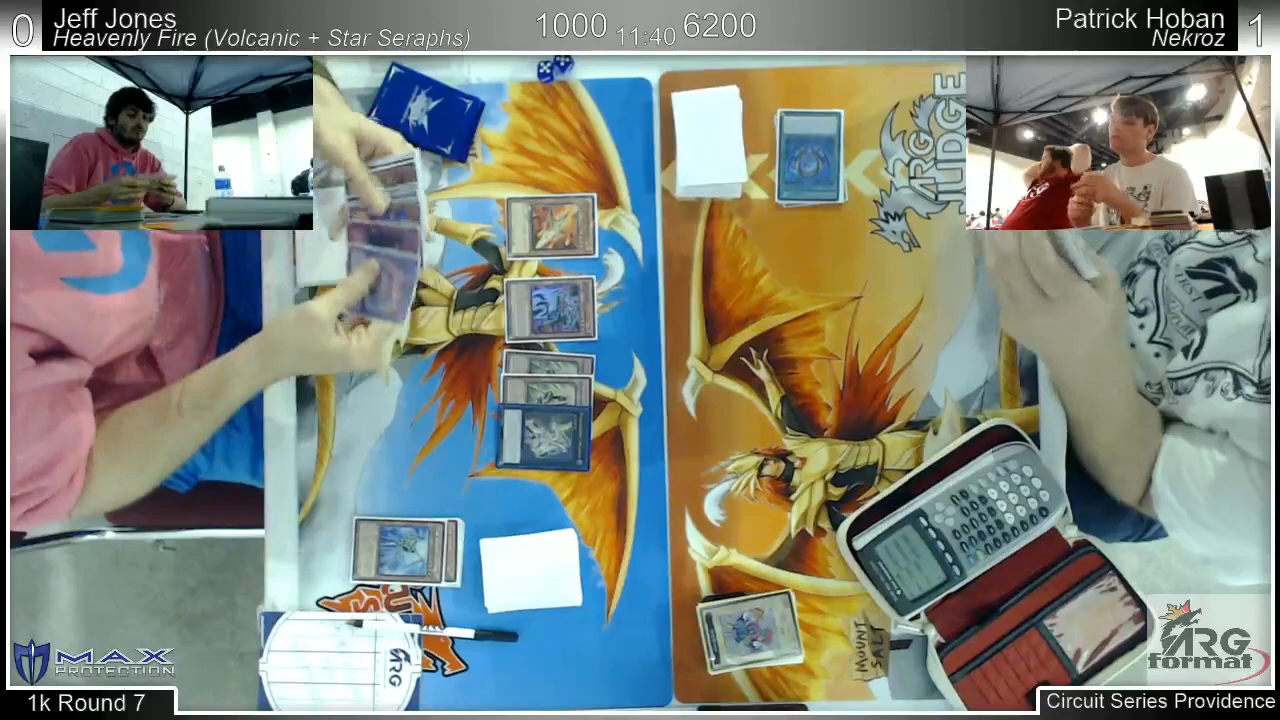 0
Jeff Jones
Heavenly Fire (Volcanic + Star Seraphs)
1000
11:40
6200
Patrick Hoban
Nekroz
1
ARG
JUDGE
MOUNT
SALT
ARG
ARG
format
MAX
PROTECTION
1k Round 7
Circuit Series Providence